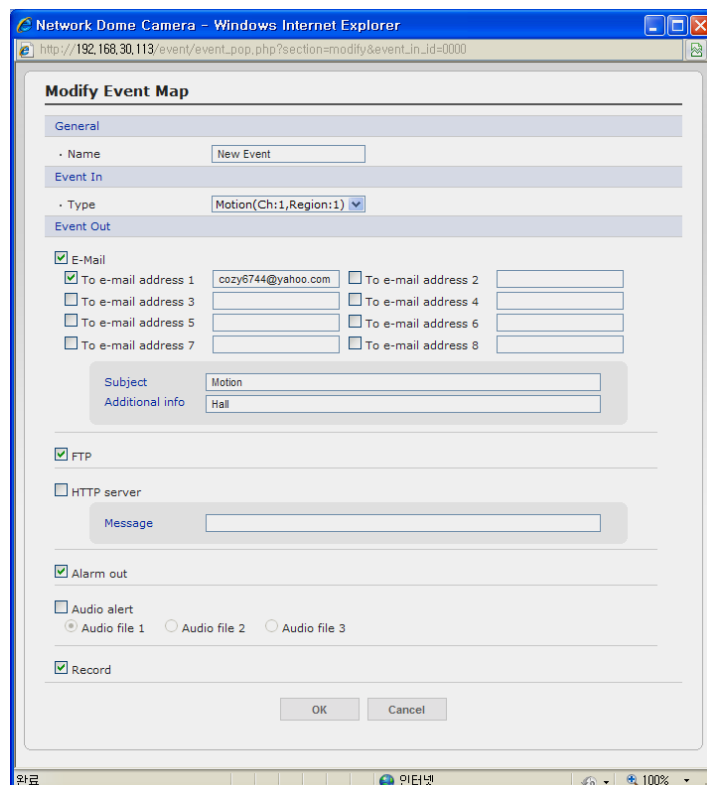 Network Dome Camera - Windows Internet Explorer
http://192,168,30,113/event/event_pop,php?section=modify&event_in_id=0000
Modify Event Map
General
· Name New Event
Event In
· Type Motion(Ch:1,Region:1)
Event Out
E-Mail
To e-mail address 1 cozy6744@yahoo.com To e-mail address 2
To e-mail address 3 To e-mail address 4
To e-mail address 5 To e-mail address 6
To e-mail address 7 To e-mail address 8
Subject Motion
Additional info Hall
FTP
HTTP server
Message
Alarm out
Audio alert
Audio file 1 Audio file 2 Audio file 3
Record
OK Cancel
완료 인터넷 100%